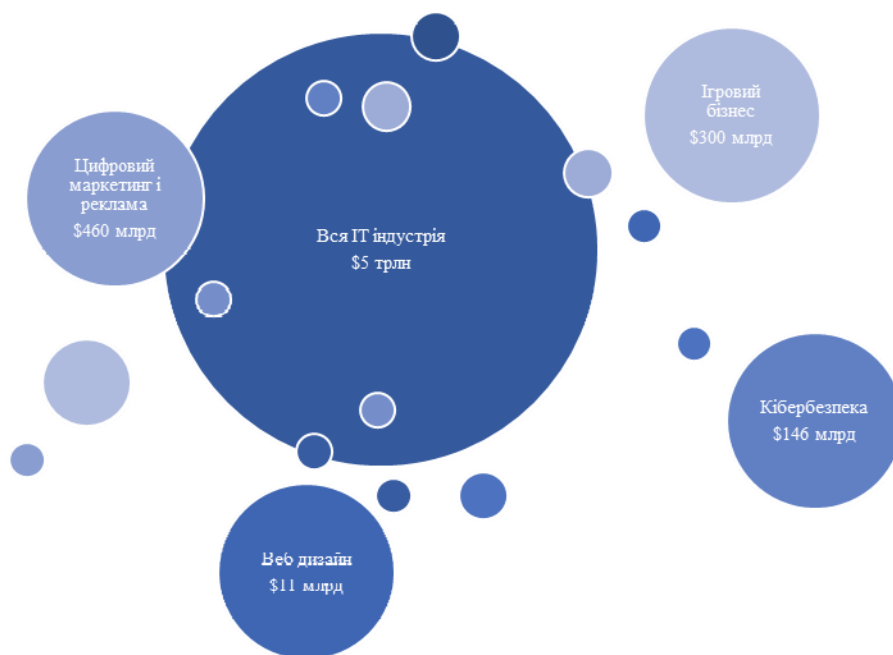 Ігровий
бізнес
$300 млрд
Цифровий
маркетинг і
реклама
$460 млрд
Вся ІТ індустрія
$5 трлн
Кібербезпека
$146 млрд
Веб дизайн
$11 млрд